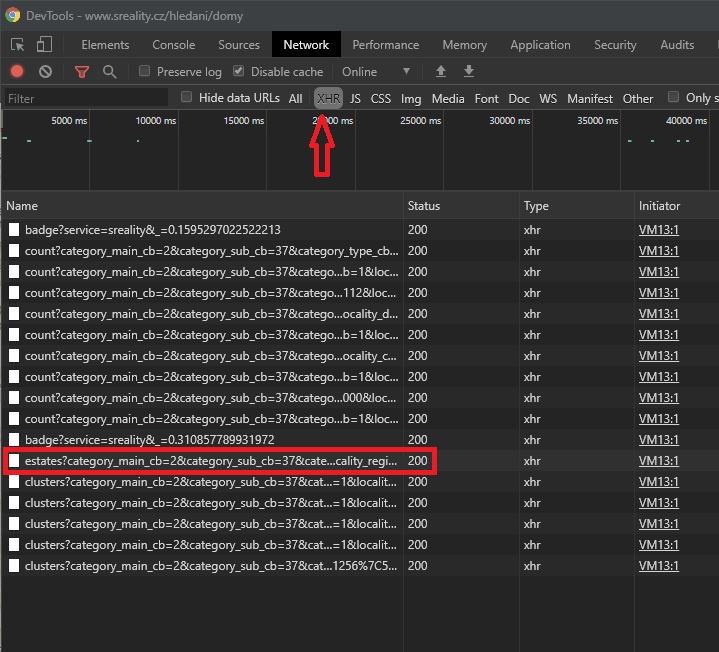 DevTools - www.sreality.cz/hledani/domy
Elements Console Sources Network Performance Memory Application Security Audits
Preserve log Disable cache Online
Filter Hide data URLs All XHR JS CSS Img Media Font Doc WS Manifest Other Only s
5000 ms 10000 ms 15000 ms 20000 ms 25000 ms 30000 ms 35000 ms 40000 ms
Name Status Type Initiator
badge?service=sreality&_=0.1595297022522213 200 xhr VM13:1
count?category_main_cb=2&category_sub_cb=37&category_type_cb... 200 xhr VM13:1
count?category_main_cb=2&category_sub_cb=37&catego...b=1&loc... 200 xhr VM13:1
count?category_main_cb=2&category_sub_cb=37&catego...112&loc... 200 xhr VM13:1
count?category_main_cb=2&category_sub_cb=37&catego...ocality_d... 200 xhr VM13:1
count?category_main_cb=2&category_sub_cb=37&catego...b=1&loc... 200 xhr VM13:1
count?category_main_cb=2&category_sub_cb=37&catego...ocality_c... 200 xhr VM13:1
count?category_main_cb=2&category_sub_cb=37&catego...b=1&loc... 200 xhr VM13:1
count?category_main_cb=2&category_sub_cb=37&catego...000&loc... 200 xhr VM13:1
count?category_main_cb=2&category_sub_cb=37&catego...b=1&loc... 200 xhr VM13:1
badge?service=sreality&_=0.310857789931972 200 xhr VM13:1
estates?category_main_cb=2&category_sub_cb=37&cate...cality_regi... 200 xhr VM13:1
clusters?category_main_cb=2&category_sub_cb=37&cat...=1&localit... 200 xhr VM13:1
clusters?category_main_cb=2&category_sub_cb=37&cat...=1&localit... 200 xhr VM13:1
clusters?category_main_cb=2&category_sub_cb=37&cat...=1&localit... 200 xhr VM13:1
clusters?category_main_cb=2&category_sub_cb=37&cat...=1&localit... 200 xhr VM13:1
clusters?category_main_cb=2&category_sub_cb=37&cat...1256%7C5... 200 xhr VM13:1